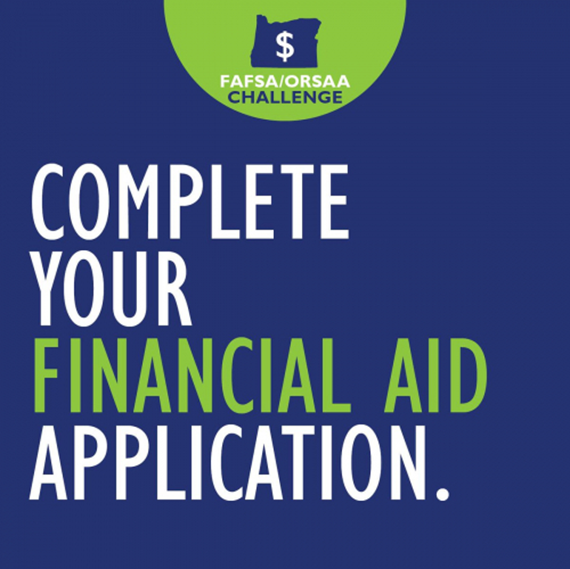 $
FAFSA/ORSAA
CHALLENGE
COMPLETE
YOUR
FINANCIAL AID
APPLICATION.